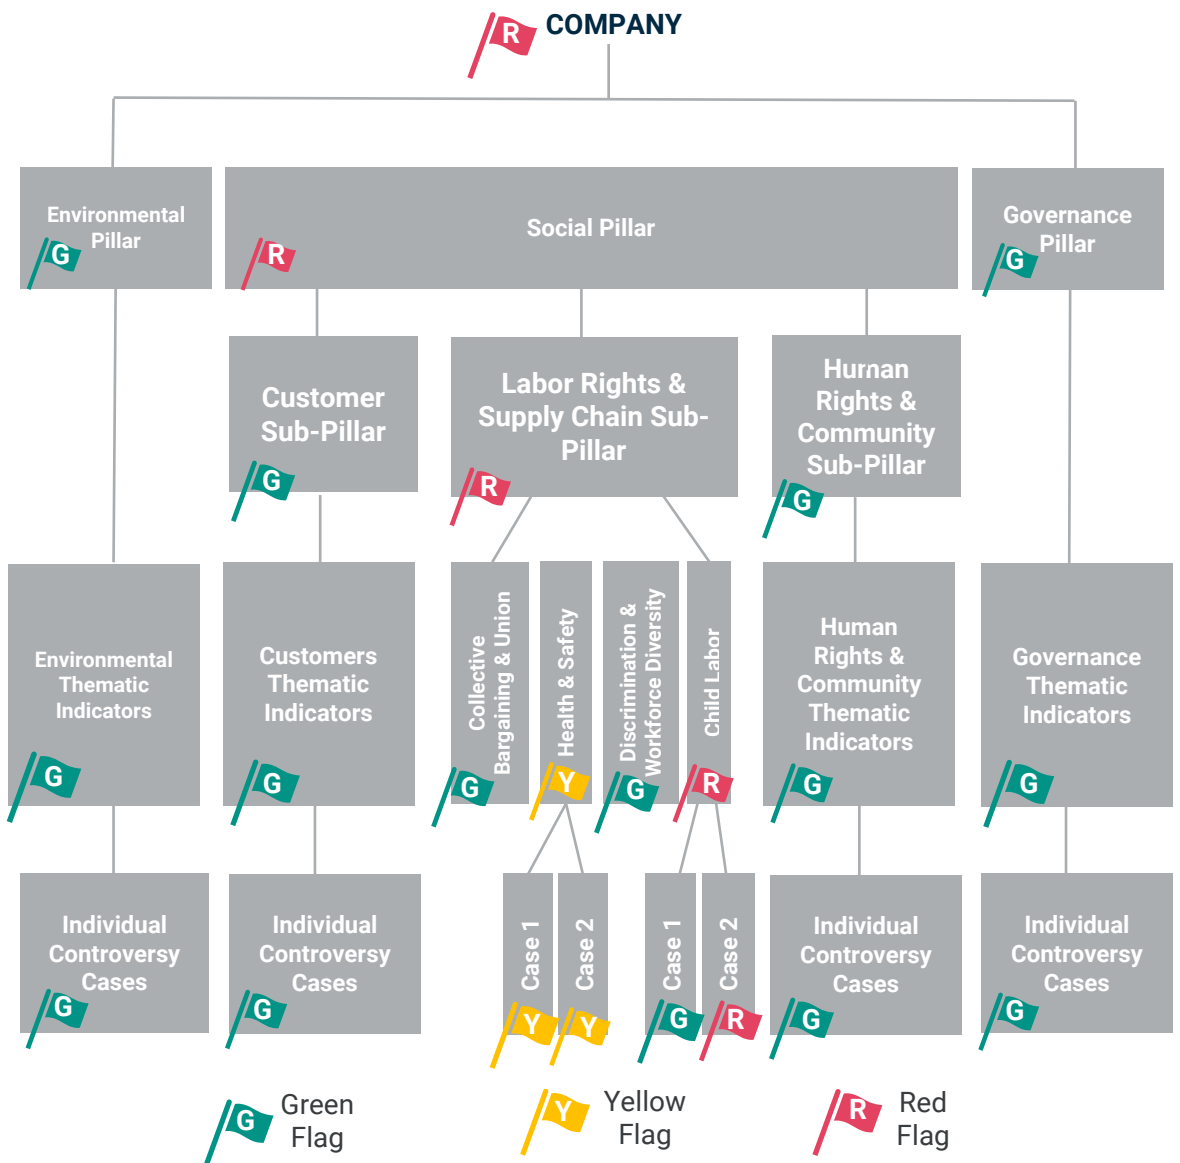 R
COMPANY
Environmental
Pillar
G
Social Pillar
R
Governance
Pillar
G
Customer
Sub-Pillar
G
Labor Rights &
Supply Chain Sub-
Pillar
R
Human
Rights &
Community
Sub-Pillar
G
Environmental
Thematic
Indicators
G
Customers
Thematic
Indicators
G
Collective
Bargaining & Union
G
Health & Safety
Y
Discrimination &
Workforce Diversity
G
Child Labor
R
Human
Rights &
Community
Thematic
Indicators
G
Governance
Thematic
Indicators
G
Individual
Controversy
Cases
G
Individual
Controversy
Cases
G
Case 1
Y
Case 2
Y
Case 1
G
Case 2
R
Individual
Controversy
Cases
G
Individual
Controversy
Cases
G
G
Green
Flag
Y
Yellow
Flag
R
Red
Flag